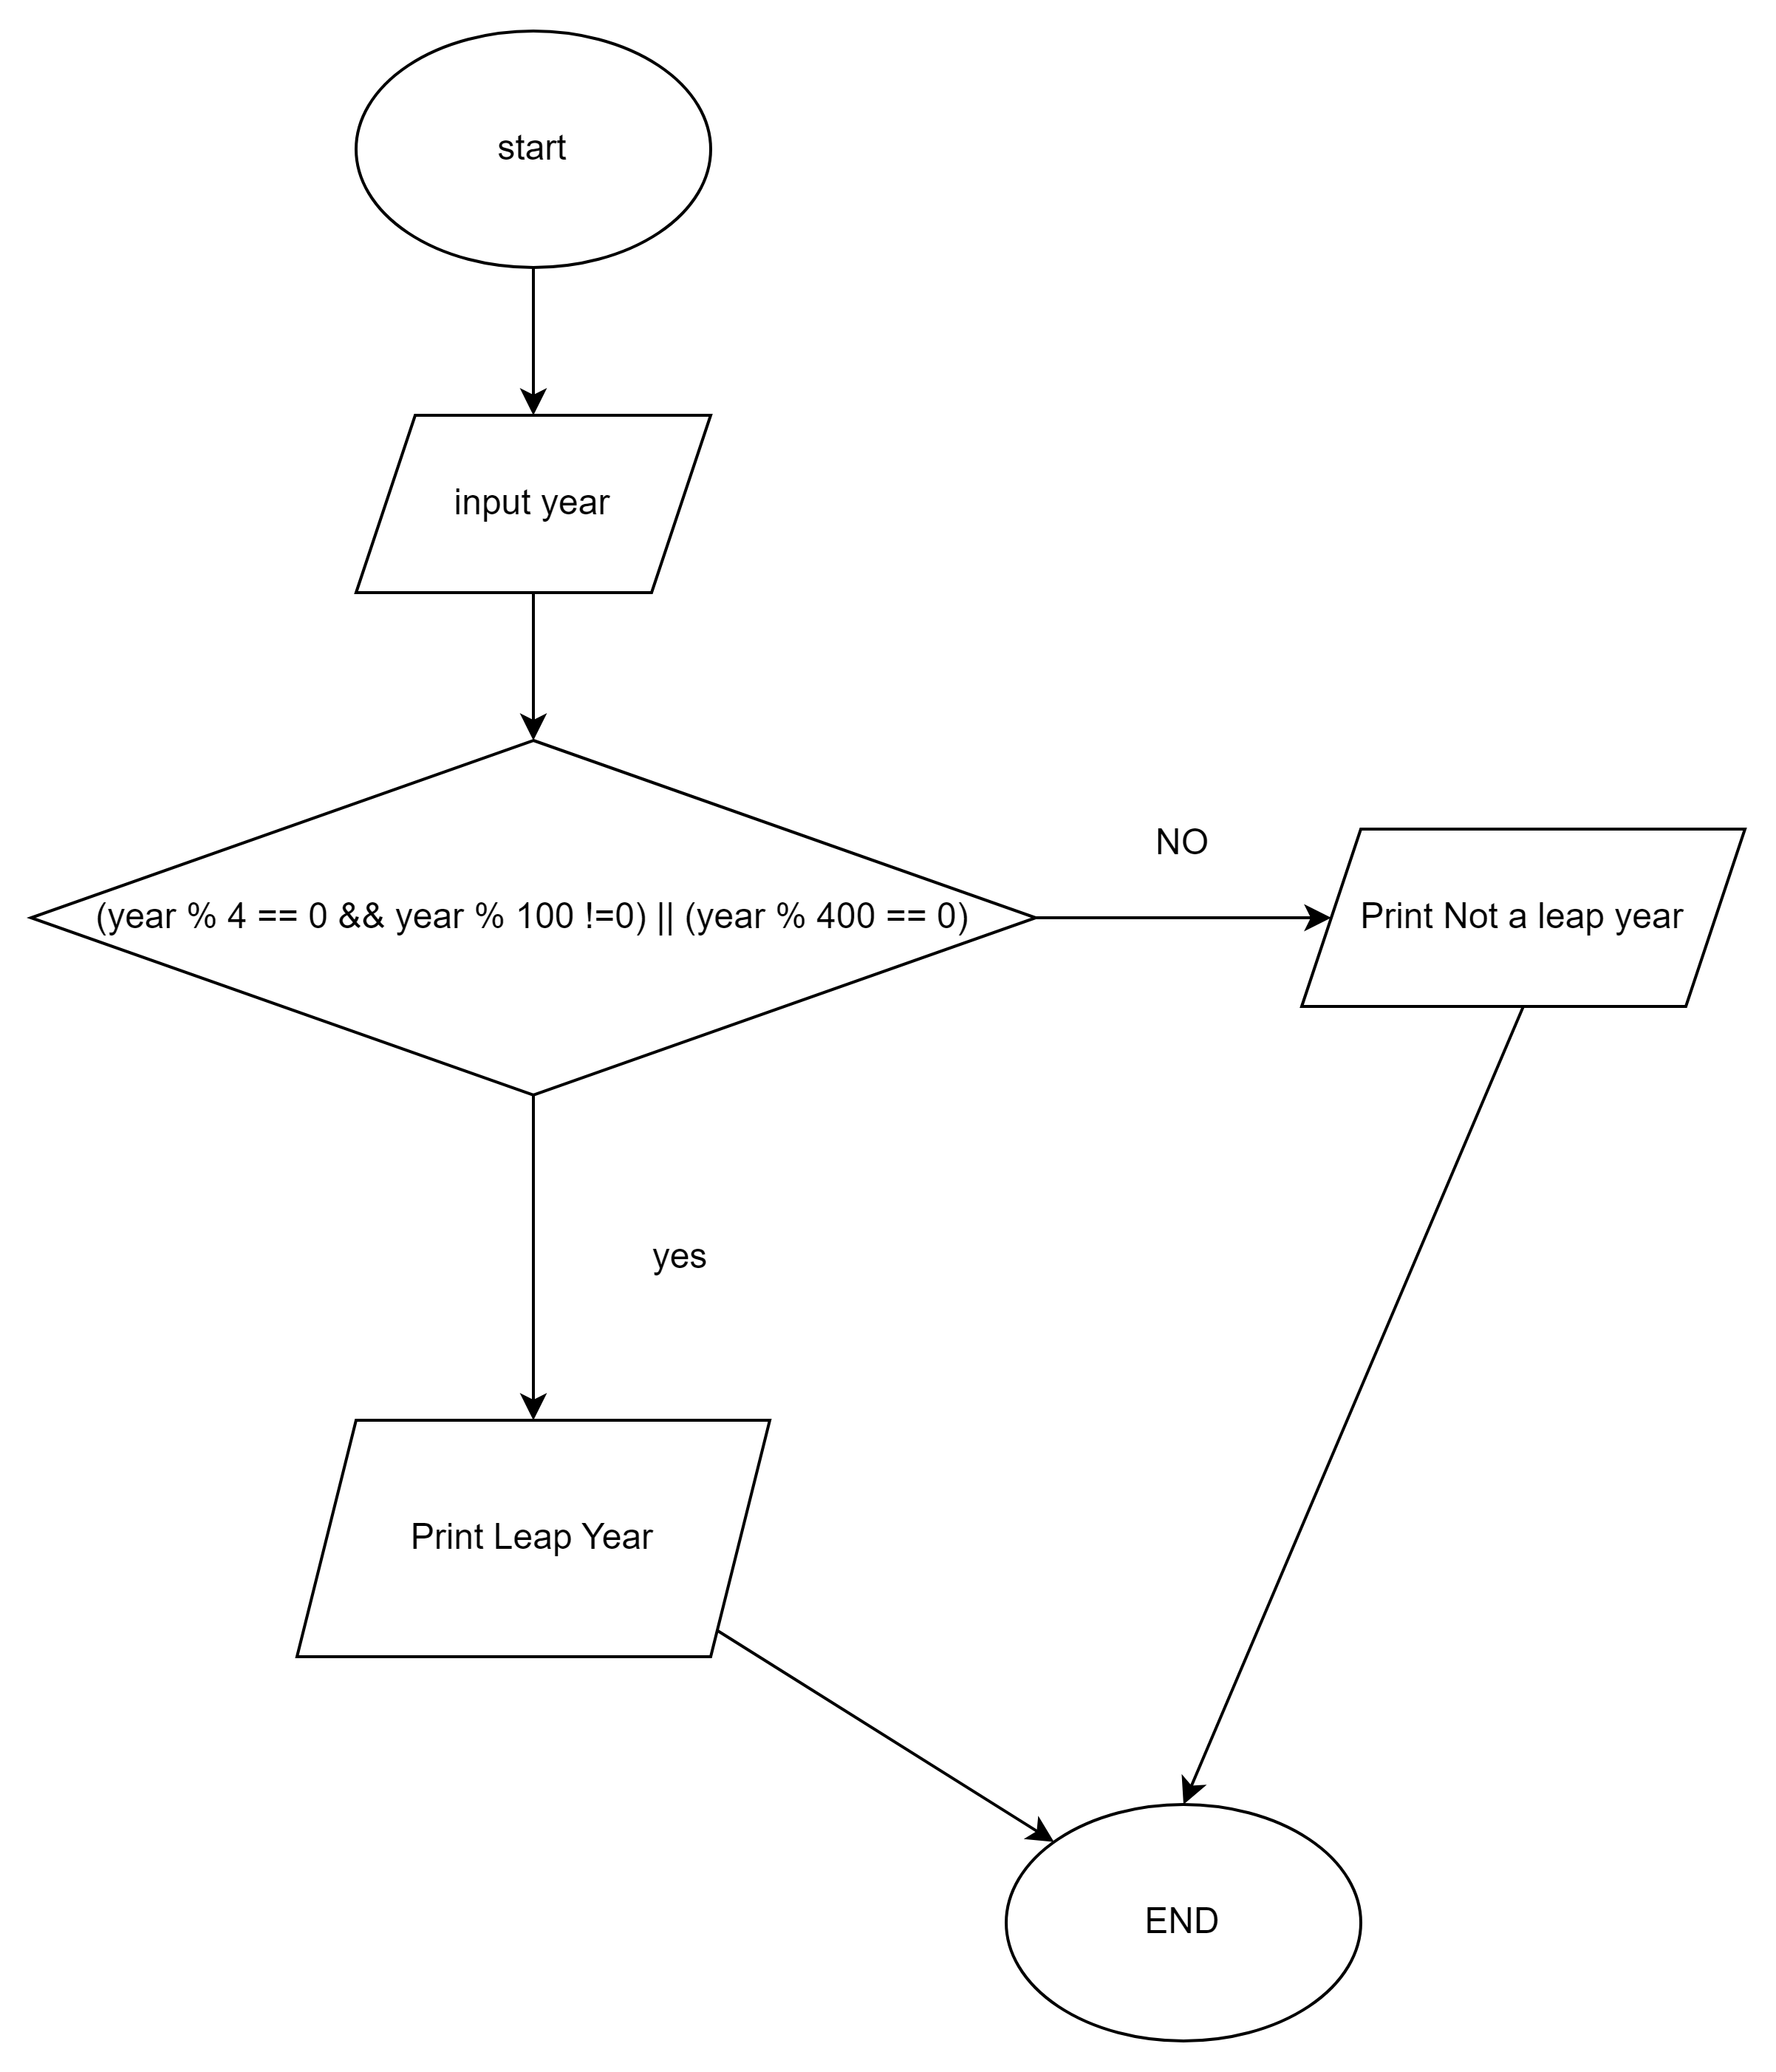 start
input year
(year % 4 == 0 && year % 100 !=0) || (year % 400 == 0)
NO
Print Not a leap year
yes
Print Leap Year
END